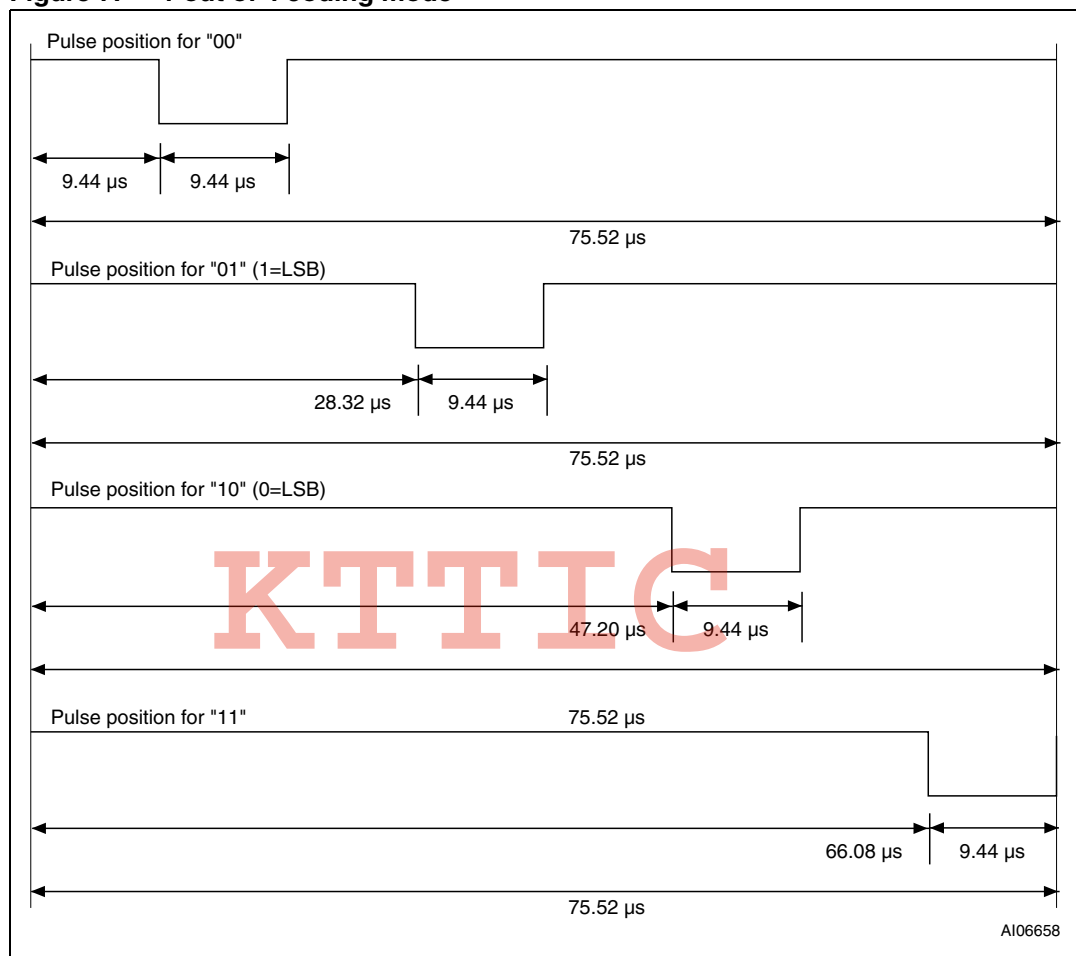 Pulse position for "00"
9.44 µs 9.44 µs
75.52 µs
Pulse position for "01" (1=LSB)
28.32 µs 9.44 µs
75.52 µs
Pulse position for "10" (0=LSB)
KTTIC
47.20 µs 9.44 µs
Pulse position for "11" 75.52 µs
66.08 µs 9.44 µs
75.52 µs
AI06658